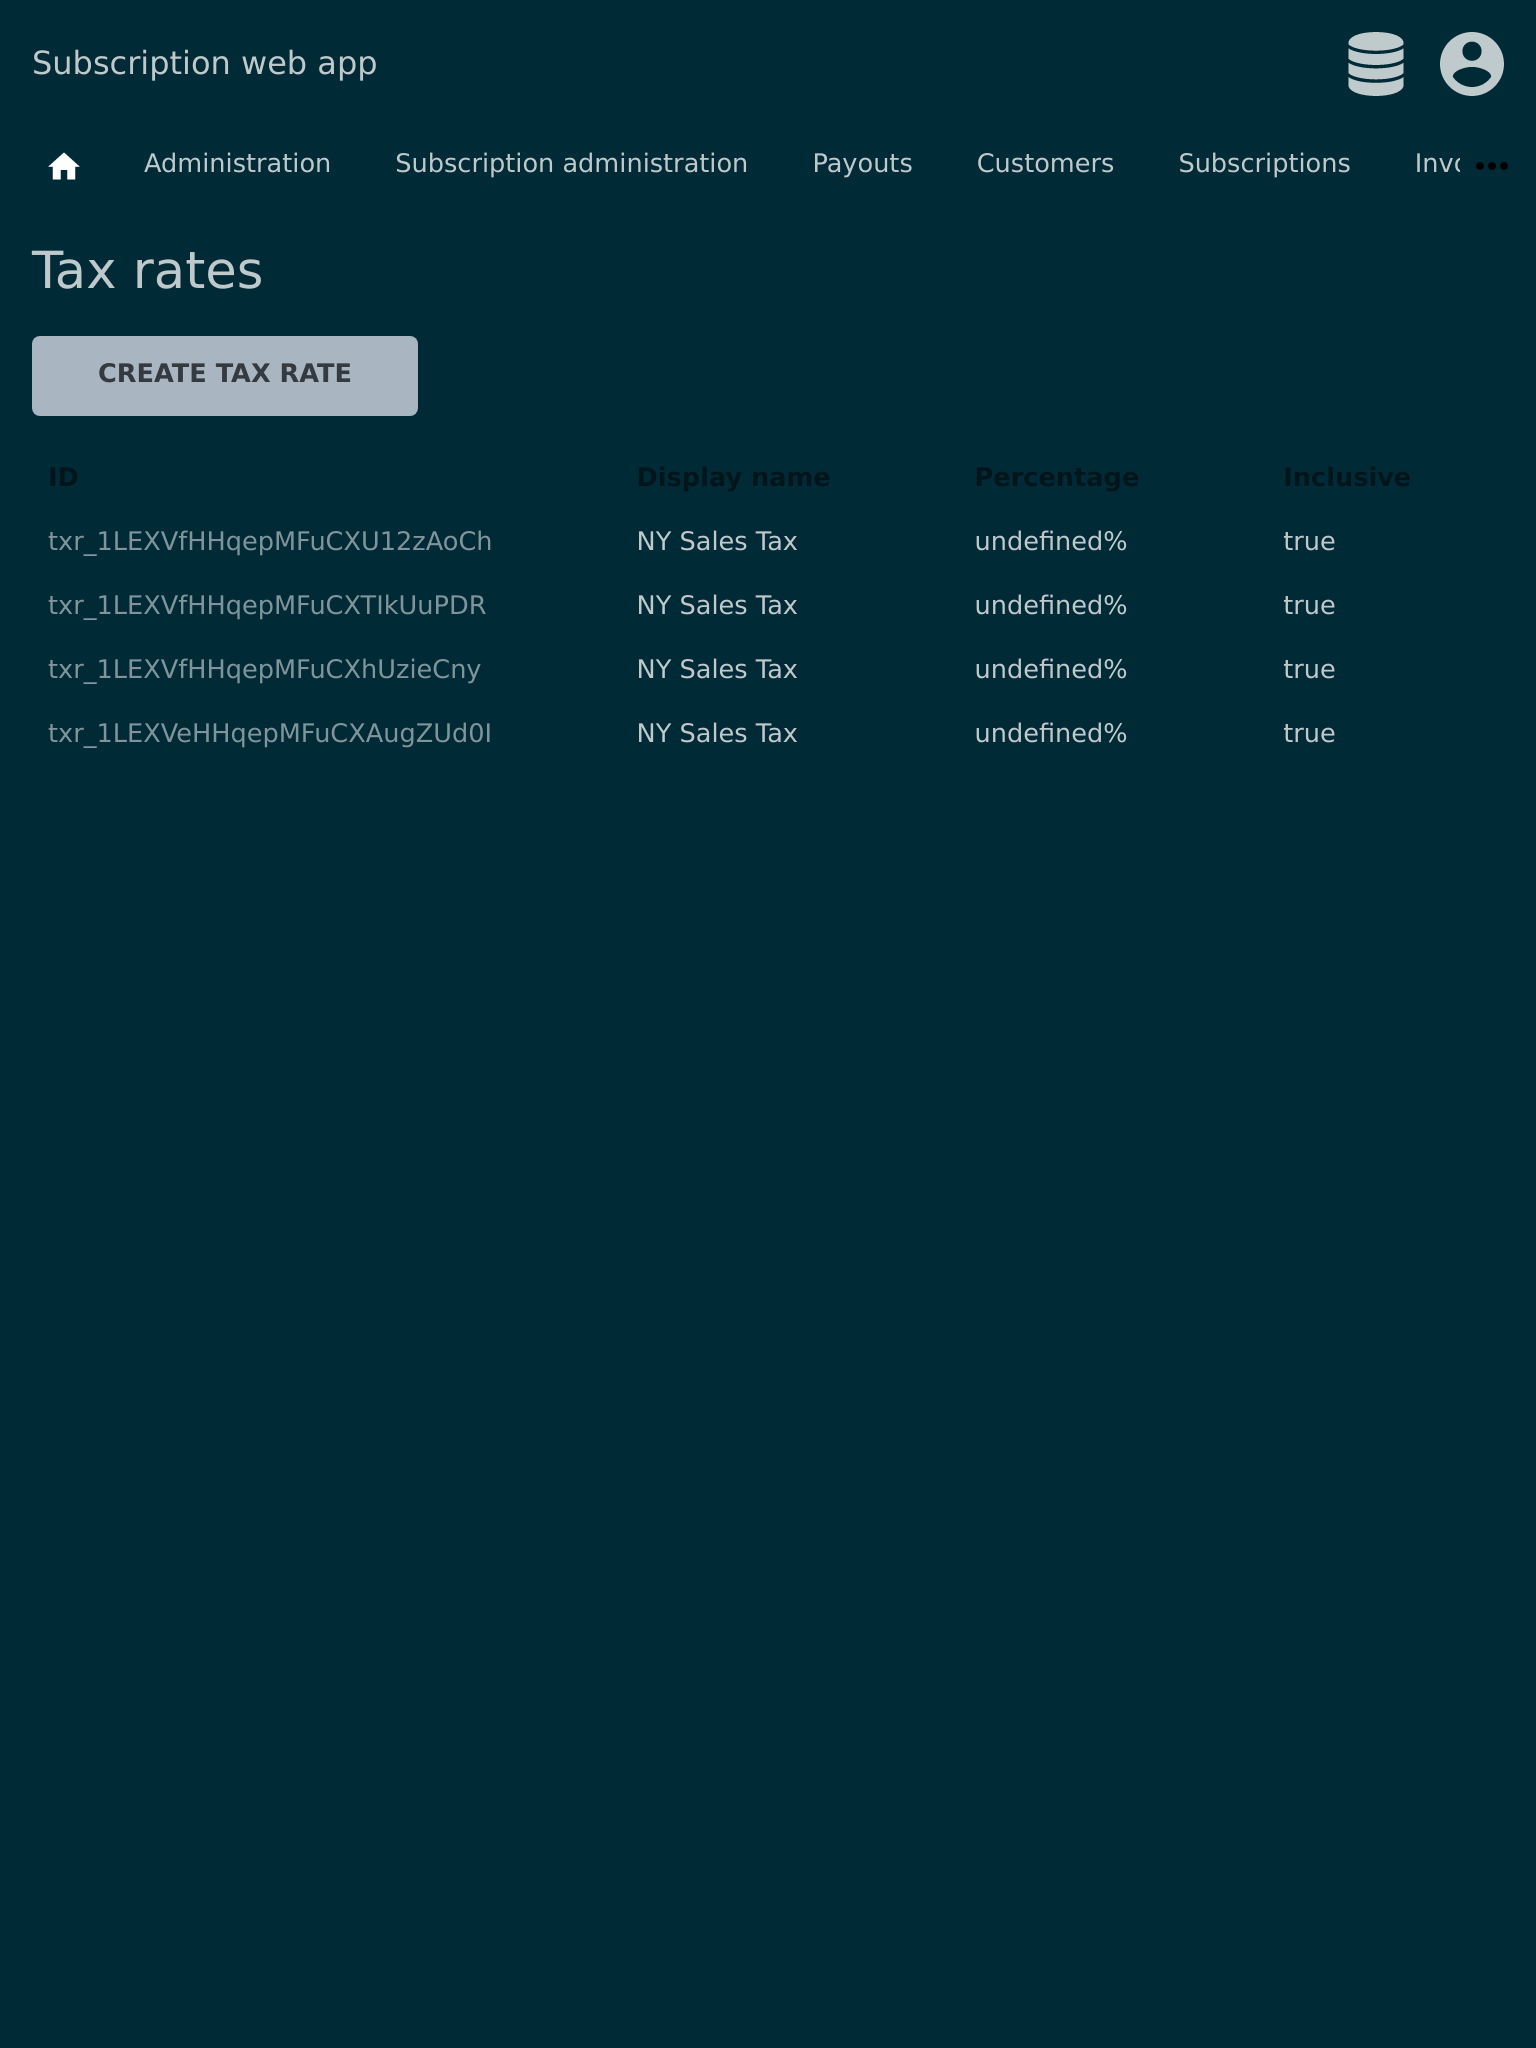 Subscription web app
Administration Subscription administration Payouts Customers Subscriptions
Tax rates
CREATE TAX RATE
ID Display name Percentage Inclusive
txr_1LEXVfHHqepMFuCXU12zAoCh NY Sales Tax undefined% true
txr_1LEXVfHHqepMFuCXTIkUuPDR NY Sales Tax undefined% true
txr_1LEXVfHHqepMFuCXhUzieCny NY Sales Tax undefined% true
txr_1LEXVeHHqepMFuCXAugZUd0I NY Sales Tax undefined% true